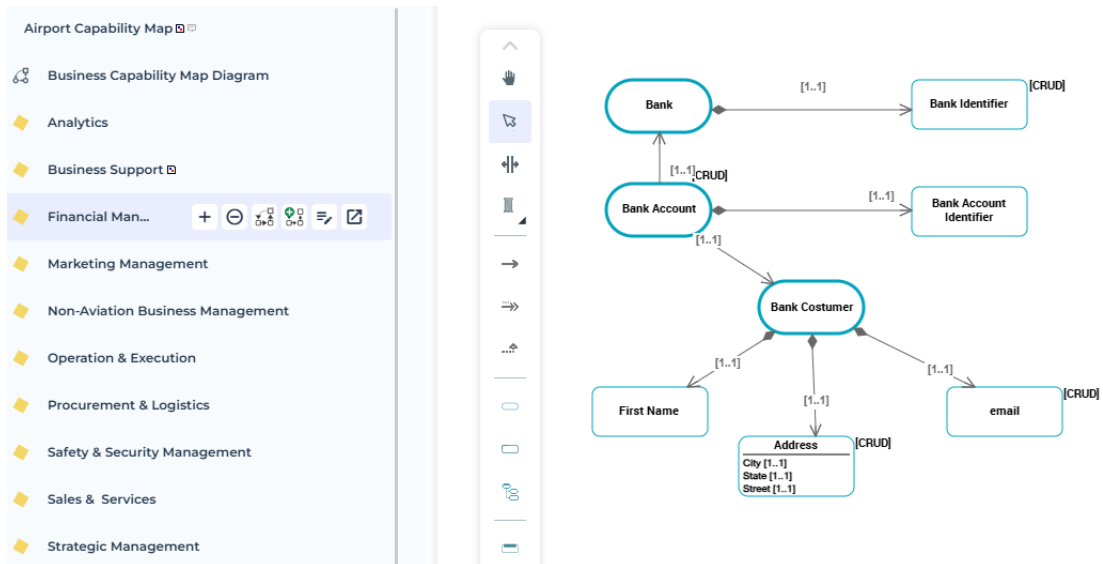 Airport Capability Map
Business Capability Map Diagram
Analytics
Business Support
Financial Man...
Marketing Management
Non-Aviation Business Management
Operation & Execution
Procurement & Logistics
Safety & Security Management
Sales & Services
Strategic Management
Bank
[1..1]
Bank Identifier
[CRUD]
[1..1]
[CRUD]
Bank Account
[1..1]
Bank Account
Identifier
[1..1]
Bank Costumer
[1..1]
[1..1]
[1..1]
First Name
Address
City [1..1]
State [1..1]
Street [1..1]
[CRUD]
email
[CRUD]